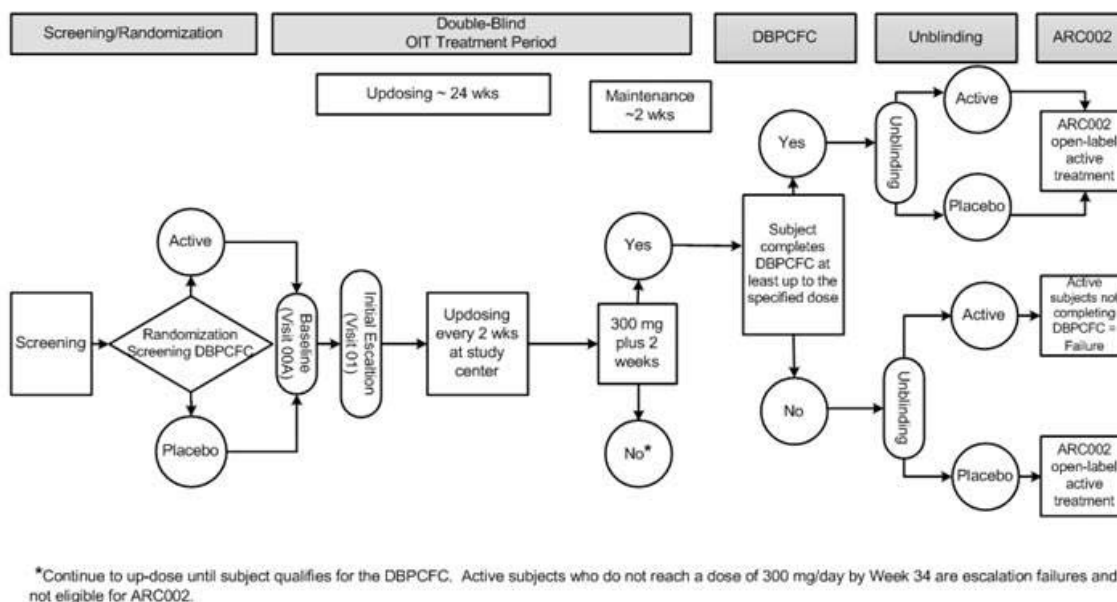 Screening/Randomization
Double-Blind
OIT Treatment Period
DBPCFC
Unblinding
ARC002
Updosing ~ 24 wks
Maintenance
~2 wks
Screening
Active
Randomization
Screening DBPCFC
Placebo
Baseline
(Visit 00A)
Initial Escaltion
(Visit 01)
Updosing
every 2 wks
at study
center
Yes
300 mg
plus 2
weeks
No*
Yes
Subject
completes
DBPCFC at
least up to the
specified dose
No
Unblinding
Active
Placebo
ARC002
open-label
active
treatment
Unblinding
Active
Placebo
Active
subjects not
completing
DBPCFC =
Failure
ARC002
open-label
active
treatment
*Continue to up-dose until subject qualifies for the DBPCFC. Active subjects who do not reach a dose of 300 mg/day by Week 34 are escalation failures and
not eligible for ARC002.